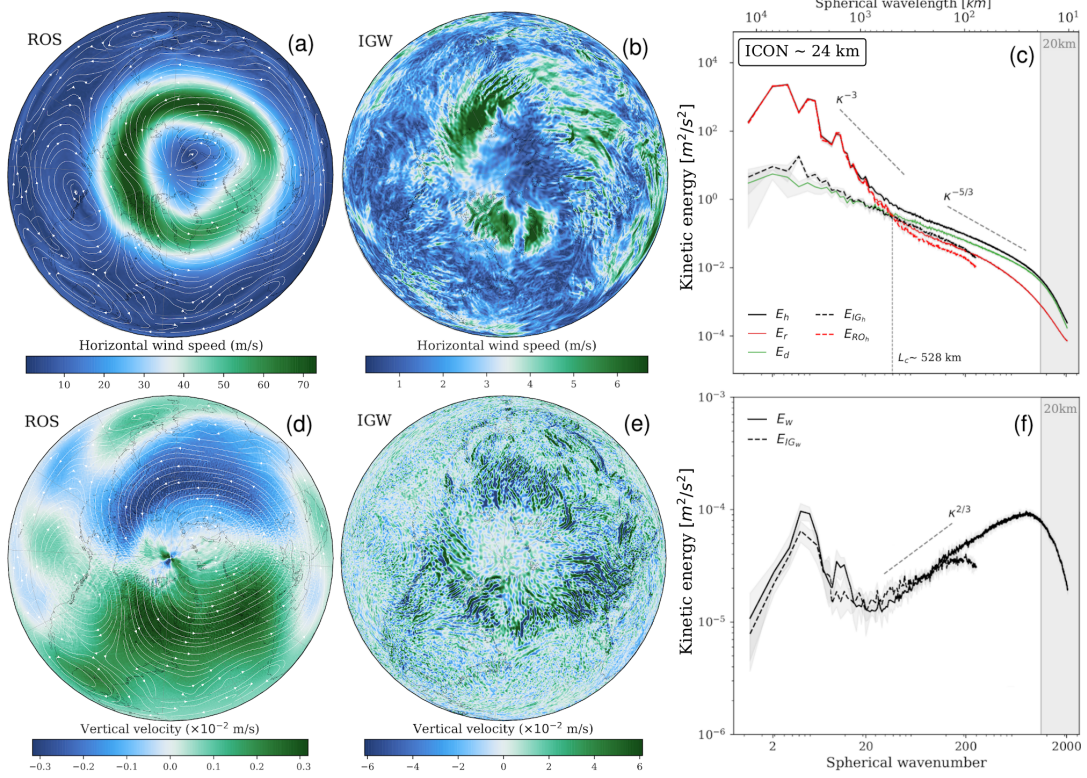 ROS
(a)
Horizontal wind speed (m/s)
10 20 30 40 50 60 70
IGW
(b)
Horizontal wind speed (m/s)
1 2 3 4 5 6
Spherical wavelength [km]
10⁴ 10³ 10² 10¹
ICON ~ 24 km
(c)
20km
κ⁻³
κ⁻⁵/³
Kinetic energy [m²/s²]
10⁴
10²
10⁰
10⁻²
10⁻⁴
E_h
E_r
E_d
E_IG_h
E_RO_h
L_c~ 528 km
ROS
(d)
Vertical velocity (×10⁻² m/s)
−0.3 −0.2 −0.1 0.0 0.1 0.2 0.3
IGW
(e)
Vertical velocity (×10⁻² m/s)
−6 −4 −2 0 2 4 6
(f)
20km
E_w
E_IG_w
κ²/³
Kinetic energy [m²/s²]
10⁻³
10⁻⁴
10⁻⁵
10⁻⁶
2 20 200 2000
Spherical wavenumber